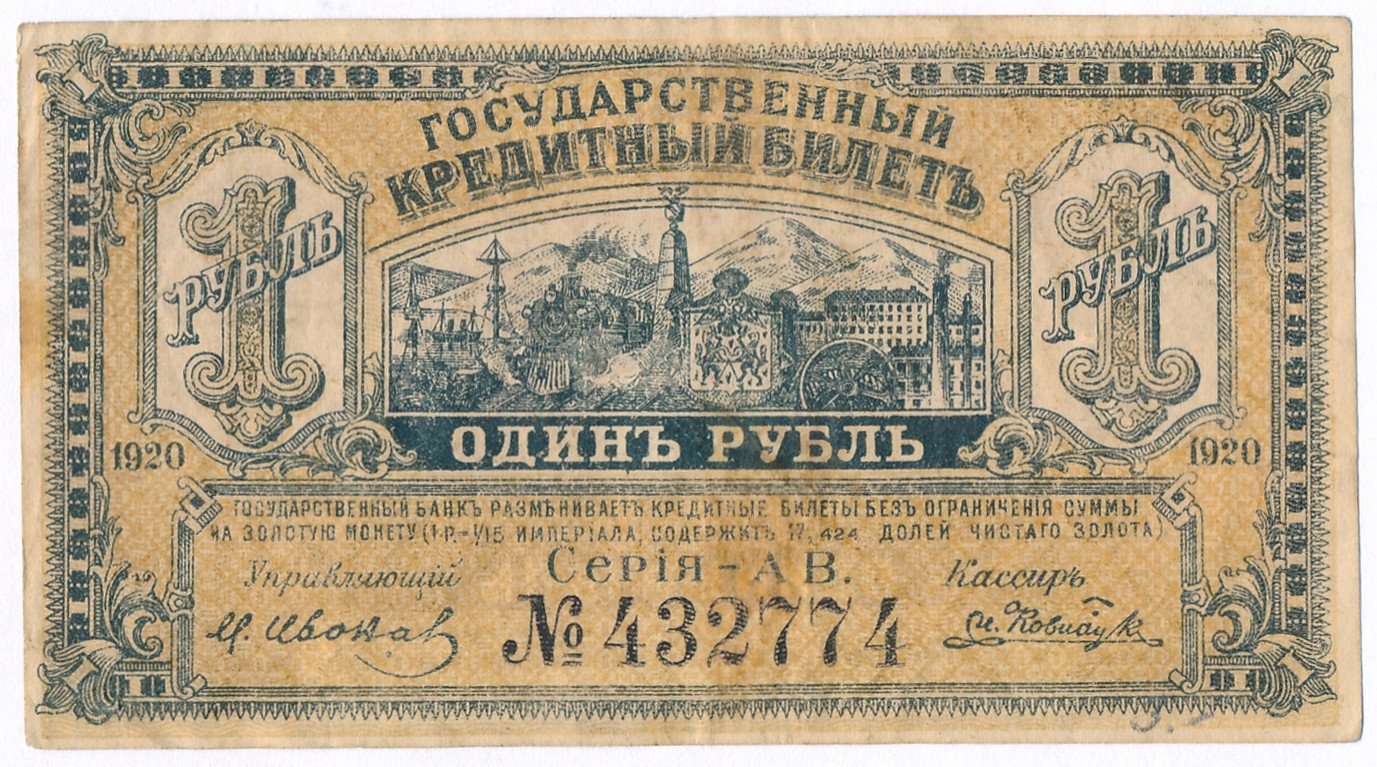 ГОСУДАРСТВЕННЫЙ
КРЕДИТНЫЙ БИЛЕТЪ
1 РУБЛЬ
1 РУБЛЬ
ОДИНЪ РУБЛЬ
1920
1920
ГОСУДАРСТВЕННЫЙ БАНКЪ РАЗМѢНИВАЕТЪ КРЕДИТНЫЕ БИЛЕТЫ БЕЗЪ ОГРАНИЧЕНІЯ СУММЫ
НА ЗОЛОТУЮ МОНЕТУ (1 Р.= 1/15 ИМПЕРІАЛА, СОДЕРЖИТЪ 17, 424 ДОЛЕЙ ЧИСТАГО ЗОЛОТА)
Управляющій
Серія - АВ.
Кассиръ
№ 432774